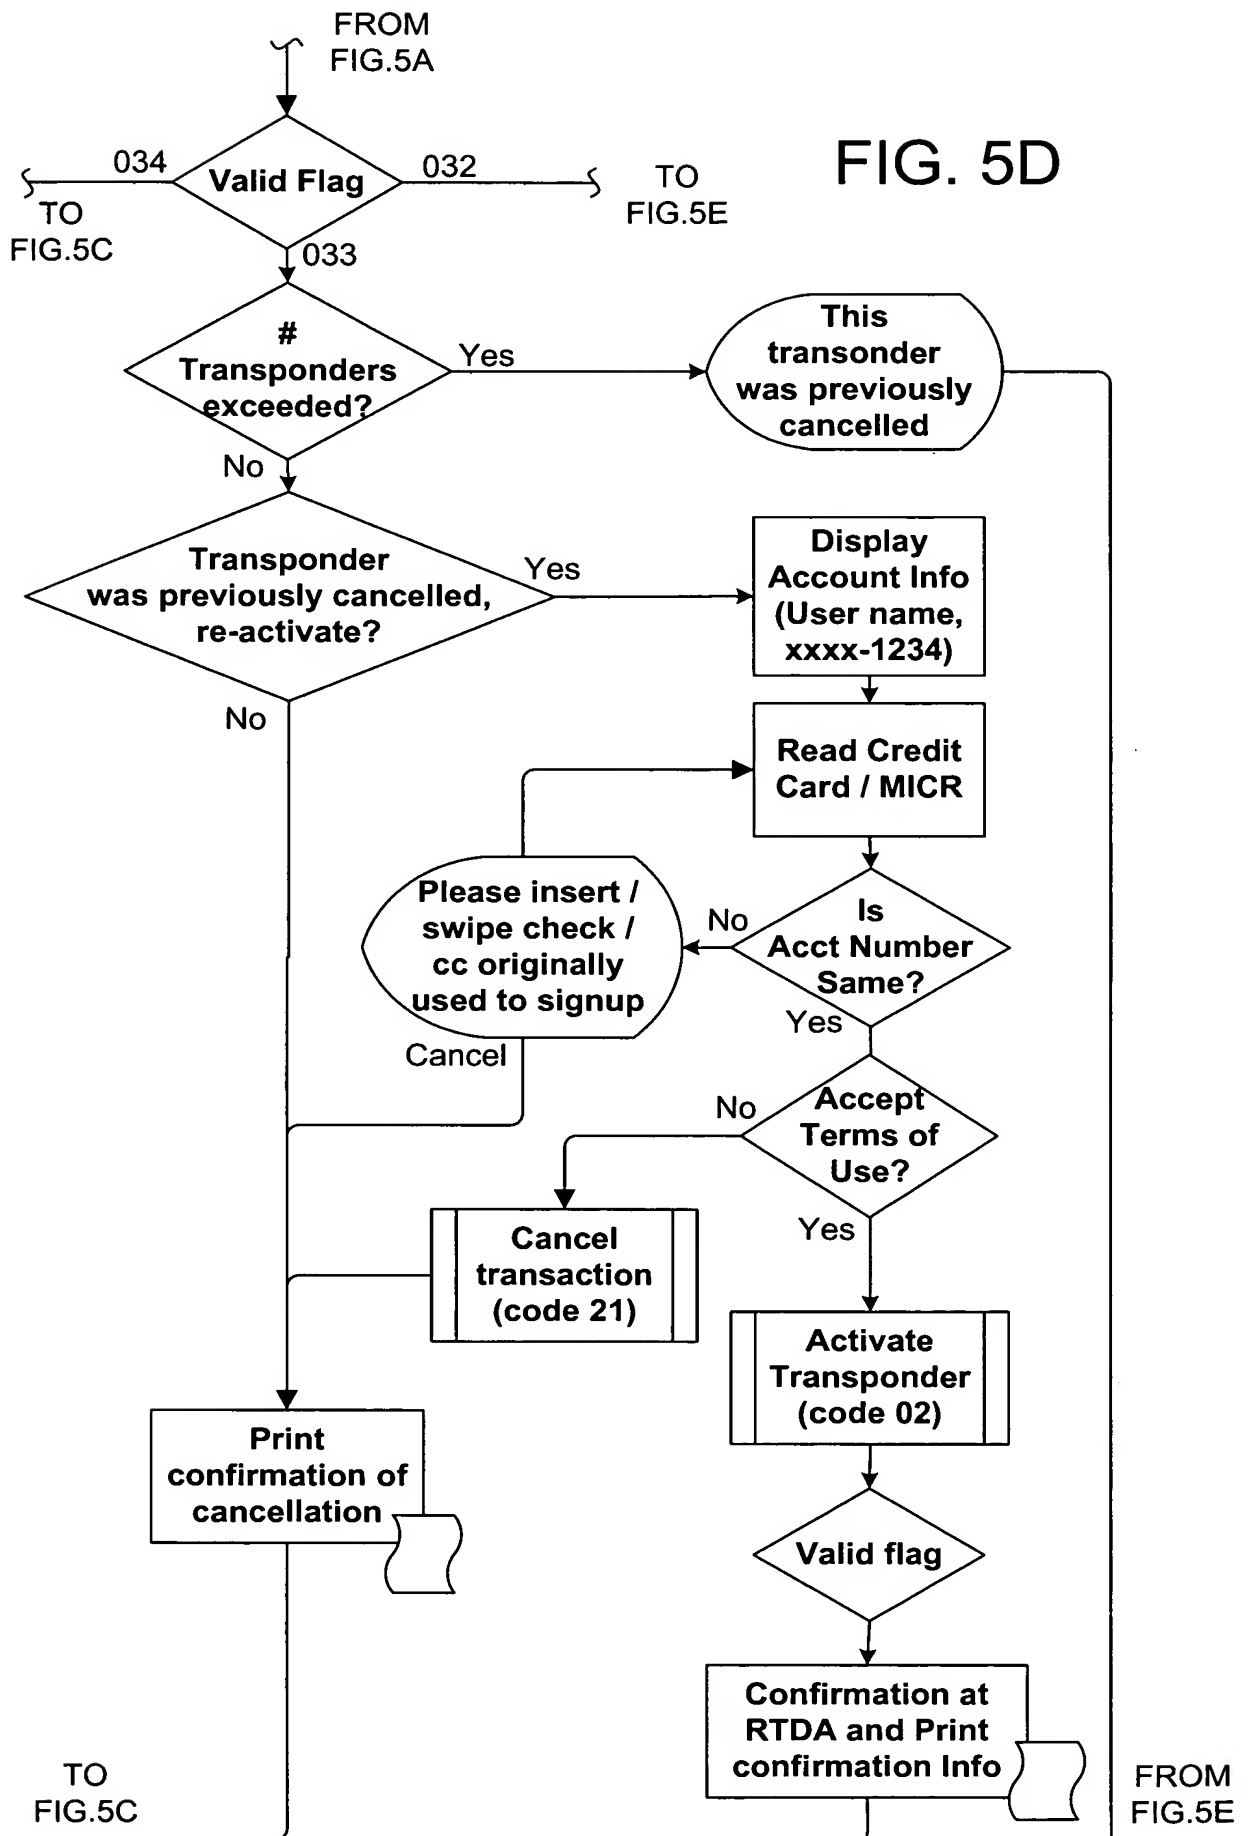 FROM
FIG.5A
FIG. 5D
034
Valid Flag
032
TO
FIG.5E
TO
FIG.5C
033
#
Transponders
exceeded?
Yes
This
transonder
was previously
cancelled
No
Transponder
was previously cancelled,
re-activate?
Yes
Display
Account Info
(User name,
xxxx-1234)
No
Read Credit
Card / MICR
Please insert /
swipe check /
cc originally
used to signup
No
Is
Acct Number
Same?
Yes
Cancel
No
Accept
Terms of
Use?
Yes
Cancel
transaction
(code 21)
Activate
Transponder
(code 02)
Print
confirmation of
cancellation
Valid flag
Confirmation at
RTDA and Print
confirmation Info
TO
FIG.5C
FROM
FIG.5E